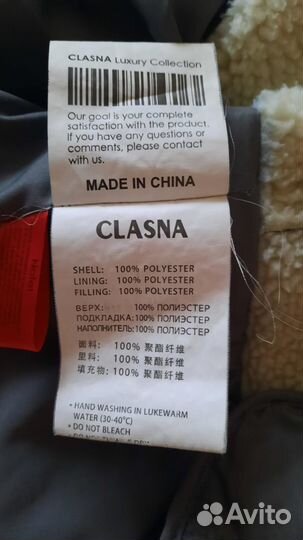 CLASNA Luxury Collection
Our goal is your complete
satisfaction with the product.
If you have any questions or
comments, please contact
with us.
MADE IN CHINA
CLASNA
SHELL: 100% POLYESTER
LINING: 100% POLYESTER
FILLING: 100% POLYESTER
ВЕРХ: 100% ПОЛИЭСТЕР
ПОДКЛАДКА: 100% ПОЛИЭСТЕР
НАПОЛНИТЕЛЬ: 100% ПОЛИЭСТЕР
面料: 100% 聚酯纤维
里料: 100% 聚酯纤维
填充物: 100% 聚酯纤维
* HAND WASHING IN LUKEWARM
WATER (30-40°C)
* DO NOT BLEACH
Avito